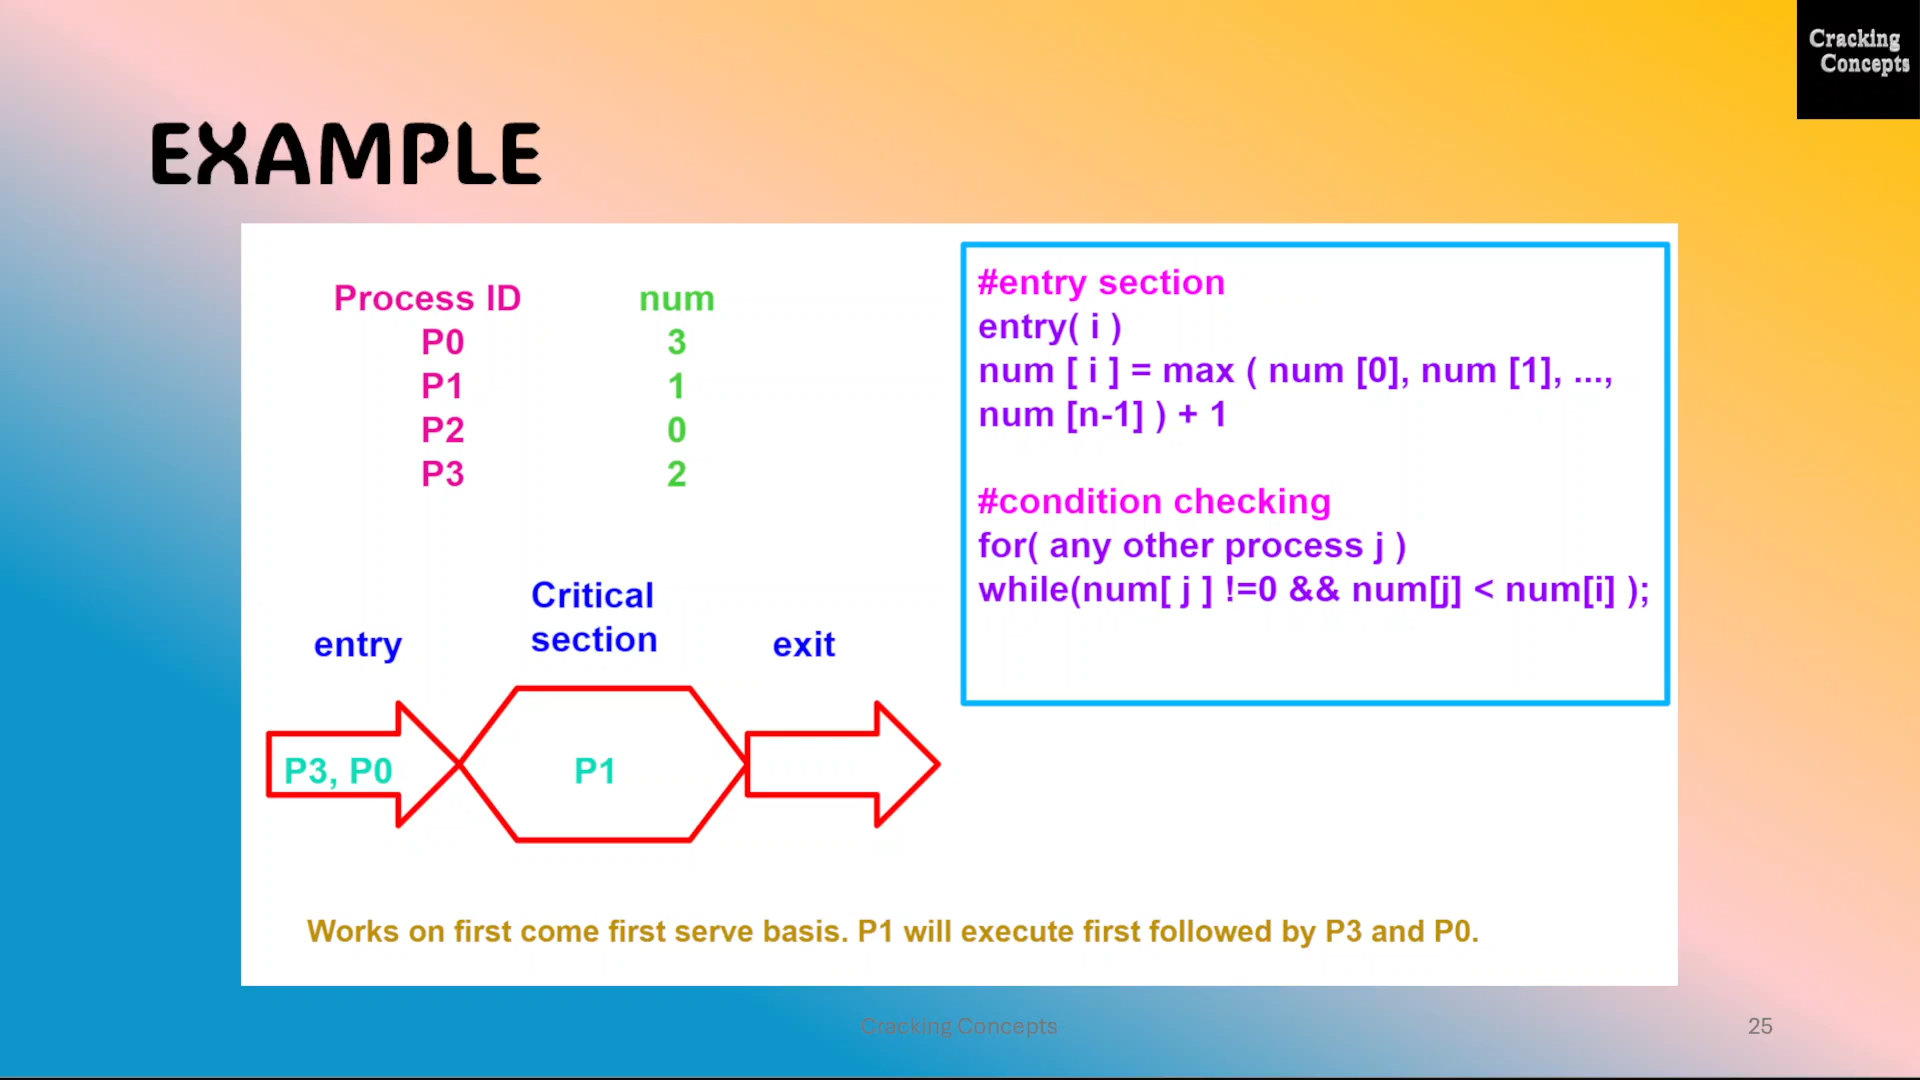 Cracking
Concepts
EXAMPLE
Process ID num
P0 3
P1 1
P2 0
P3 2
#entry section
entry( i )
num [ i ] = max ( num [0], num [1], ...,
num [n-1] ) + 1
#condition checking
for( any other process j )
while(num[ j ] !=0 && num[j] < num[i] );
entry
Critical
section
exit
P3, P0
P1
Works on first come first serve basis. P1 will execute first followed by P3 and P0.
Cracking Concepts
25